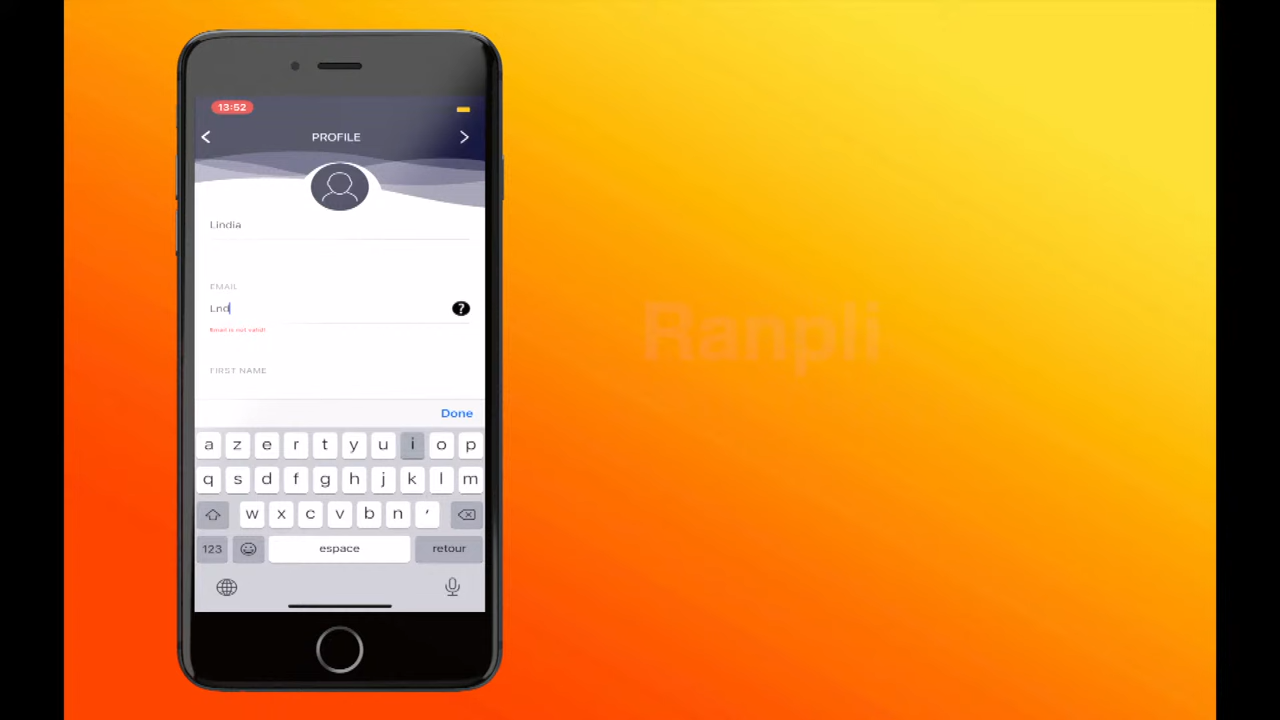 13:52
PROFILE
Lindia
EMAIL
Lnd
?
Email is not valid!
FIRST NAME
Done
a z e r t y u i o p
q s d f g h j k l m
w x c v b n ′
123 espace retour
Ranpli